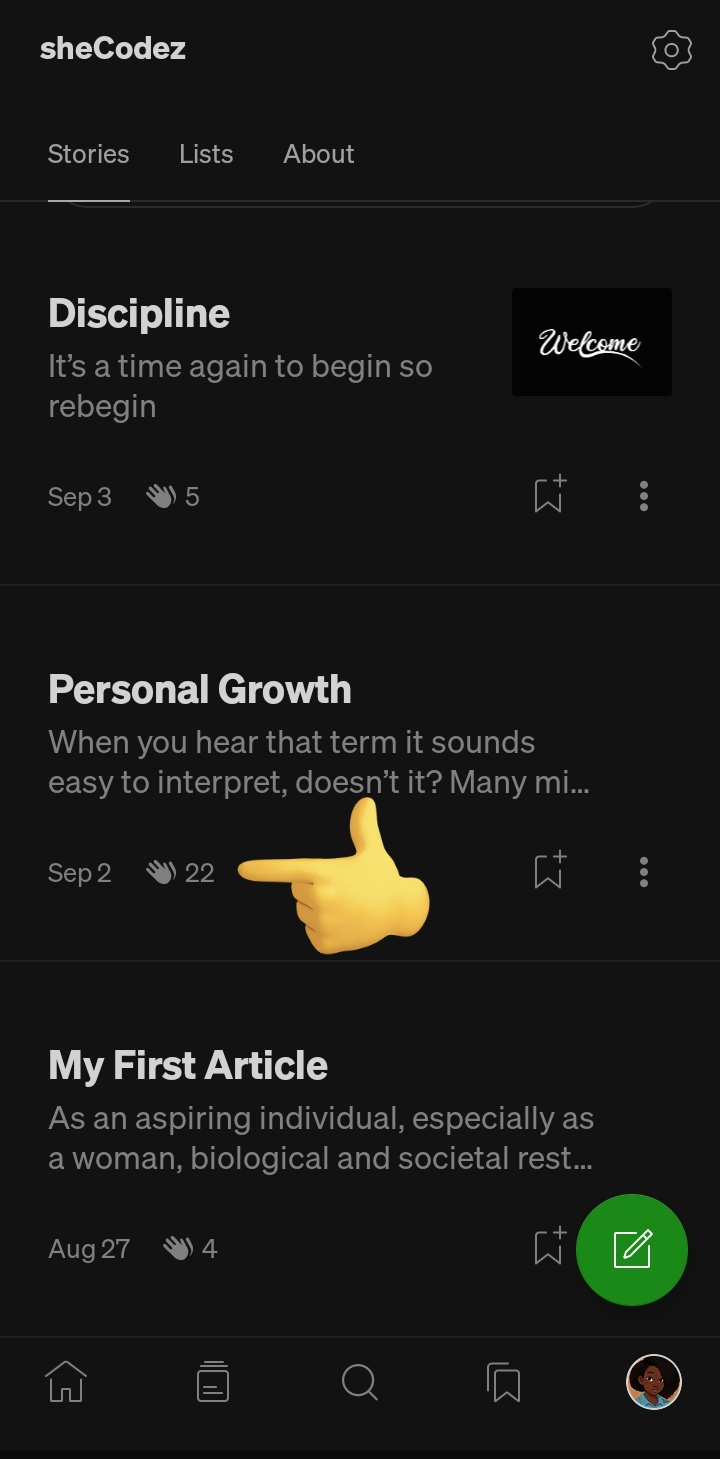 sheCodez
Stories Lists About
Discipline
Welcome
It’s a time again to begin so
rebegin
Sep 3 5
Personal Growth
When you hear that term it sounds
easy to interpret, doesn’t it? Many mi...
Sep 2 22
My First Article
As an aspiring individual, especially as
a woman, biological and societal rest...
Aug 27 4